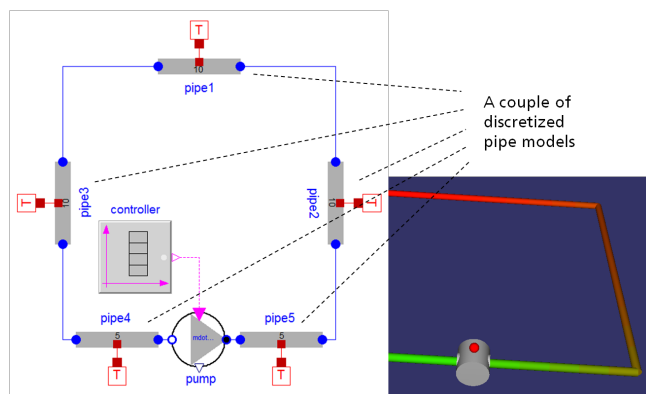 T
10
pipe1
A couple of
discretized
pipe models
T
10
pipe3
pipe2
10
T
controller
pipe4
pipe5
5
mdot...
5
T
pump
T